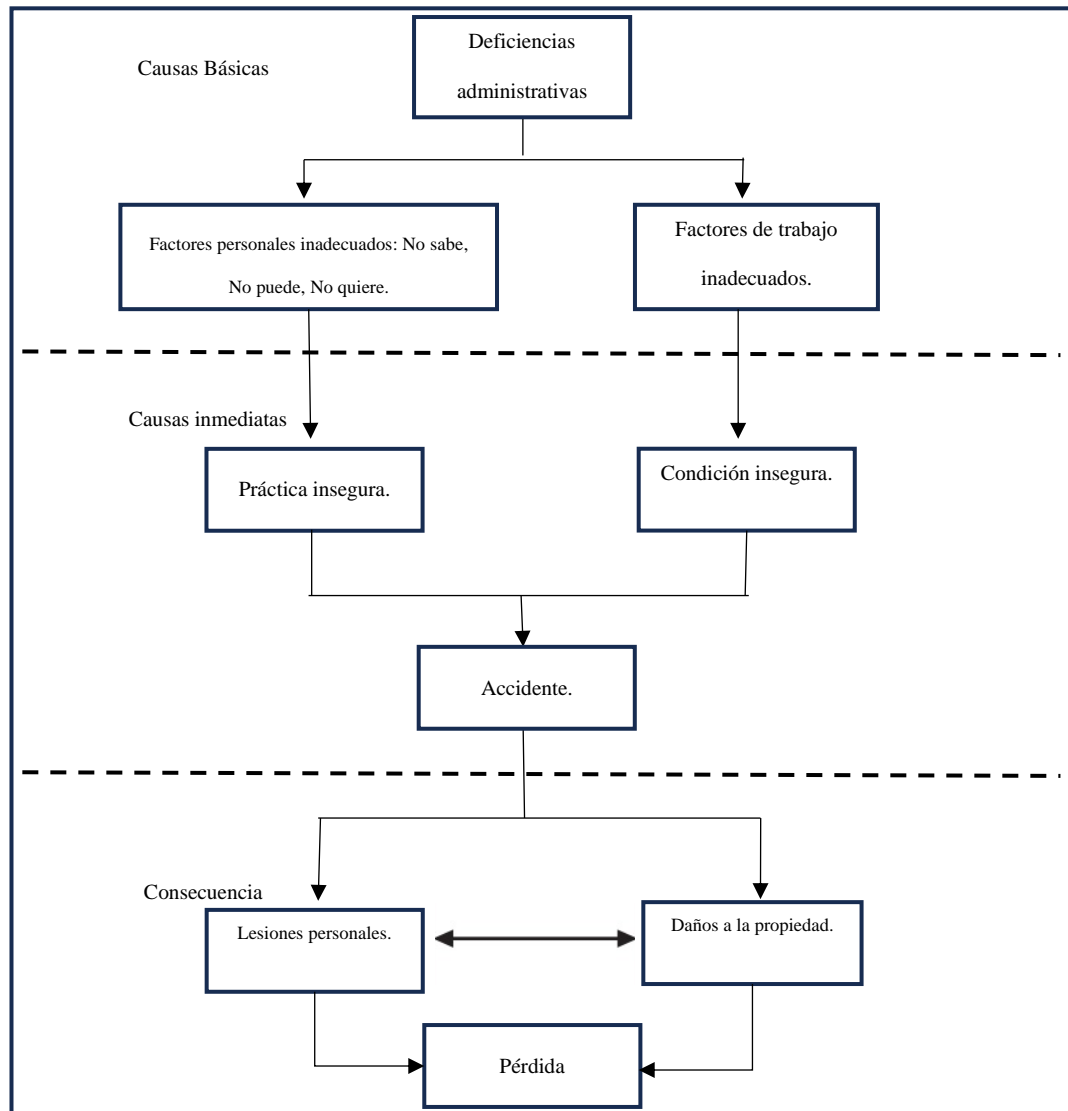 Deficiencias
administrativas
Causas Básicas
Factores personales inadecuados: No sabe,
No puede, No quiere.
Factores de trabajo
inadecuados.
Causas inmediatas
Práctica insegura.
Condición insegura.
Accidente.
Consecuencia
Lesiones personales.
Daños a la propiedad.
Pérdida